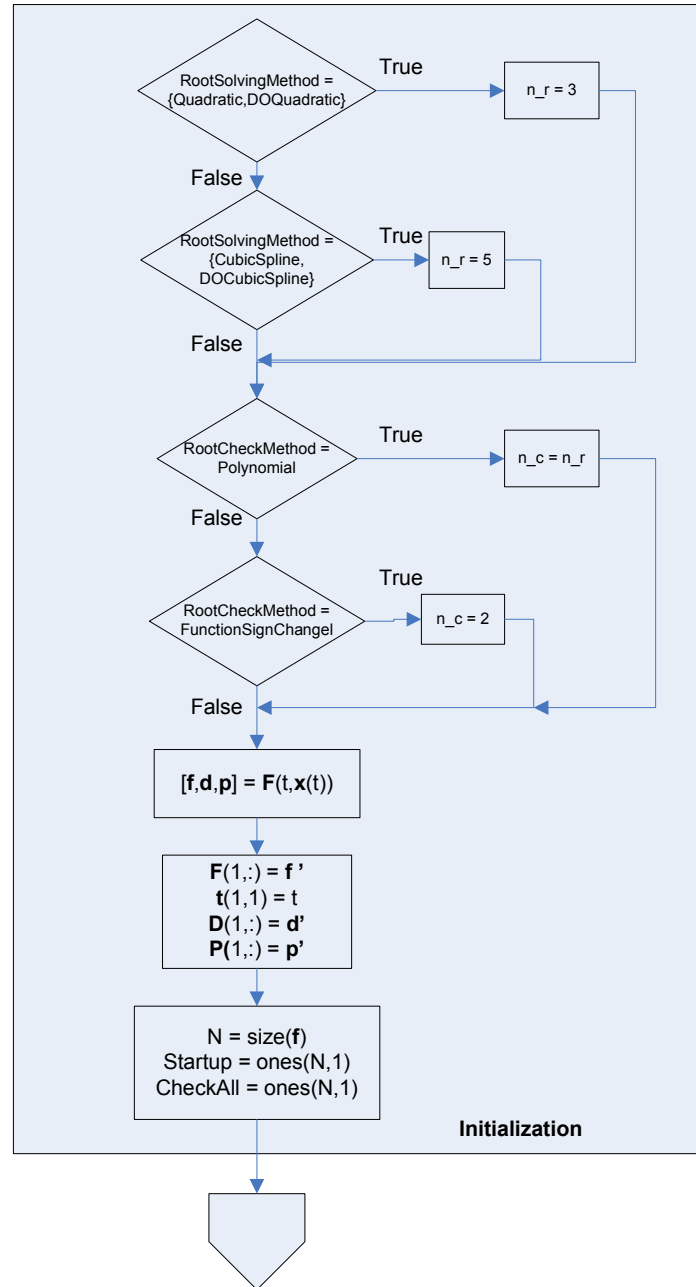 RootSolvingMethod =
{Quadratic,DOQuadratic}
True
n_r = 3
False
RootSolvingMethod =
{CubicSpline,
DOCubicSpline}
True
n_r = 5
False
RootCheckMethod =
Polynomial
True
n_c = n_r
False
RootCheckMethod =
FunctionSignChangel
True
n_c = 2
False
[f,d,p] = F(t,x(t))
F(1,:) = f '
t(1,1) = t
D(1,:) = d'
P(1,:) = p'
N = size(f)
Startup = ones(N,1)
CheckAll = ones(N,1)
Initialization